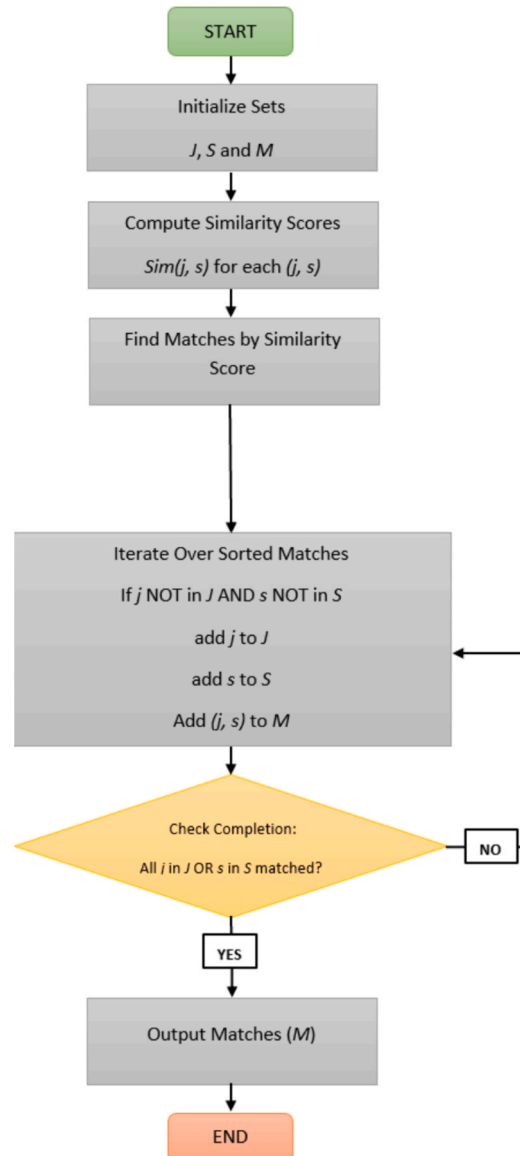 START
Initialize Sets
J, S and M
Compute Similarity Scores
Sim(j, s) for each (j, s)
Find Matches by Similarity
Score
Iterate Over Sorted Matches
If j NOT in J AND s NOT in S
add j to J
add s to S
Add (j, s) to M
Check Completion:
All j in J OR s in S matched?
NO
YES
Output Matches (M)
END